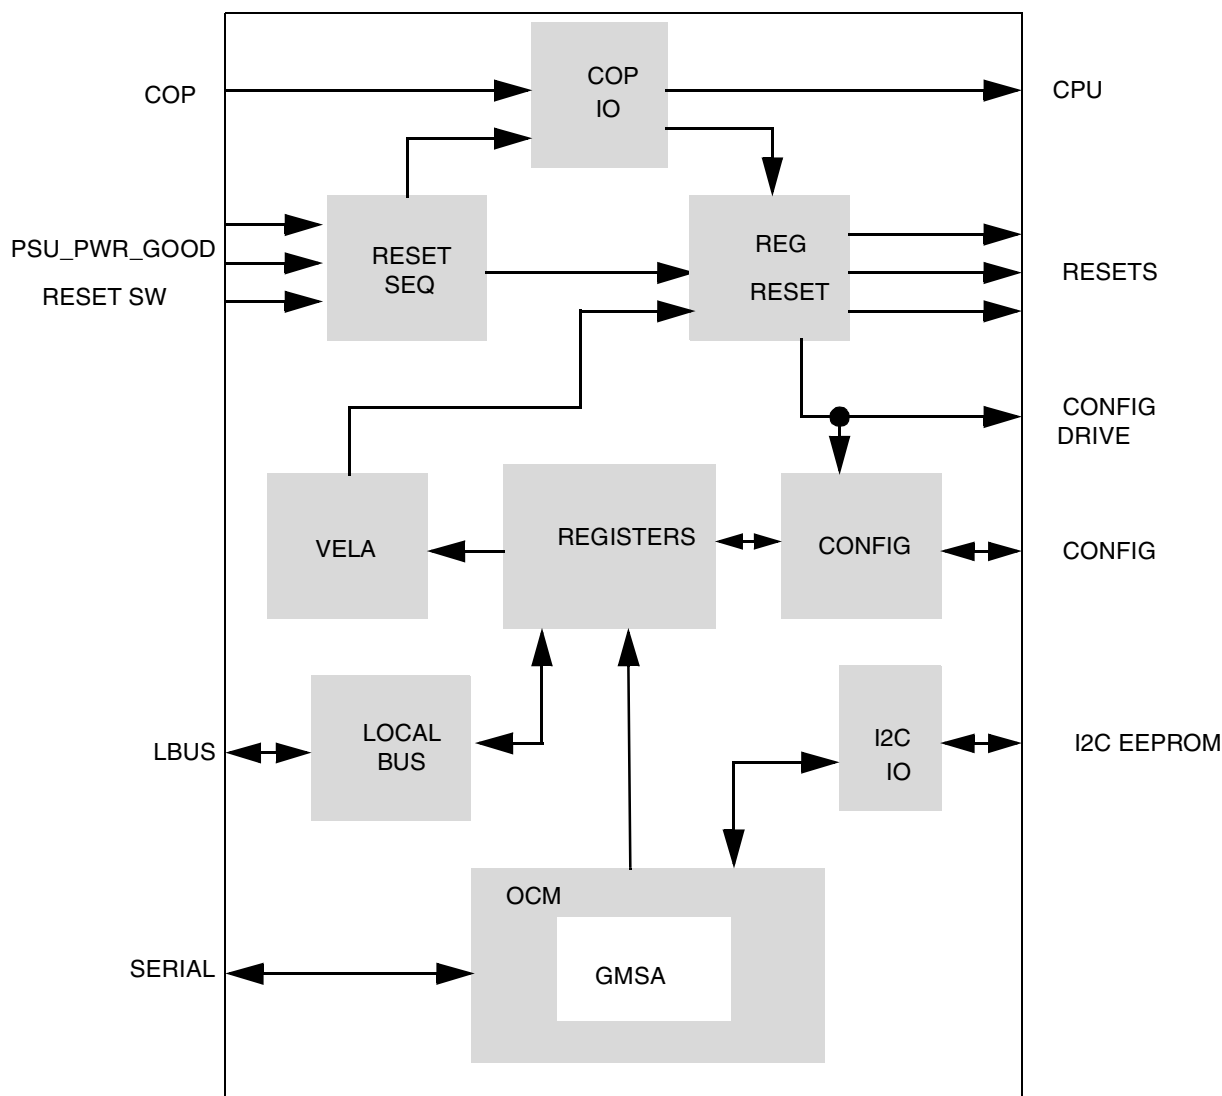 COP
IO
COP
CPU
PSU_PWR_GOOD
RESET SW
RESET
SEQ
REG
RESET
RESETS
CONFIG
DRIVE
VELA
REGISTERS
CONFIG
CONFIG
LBUS
LOCAL
BUS
I2C
IO
I2C EEPROM
OCM
GMSA
SERIAL